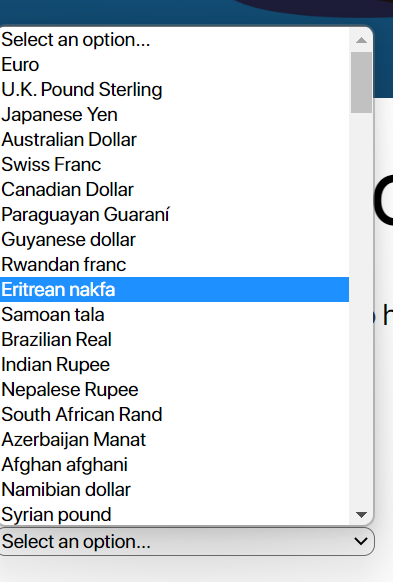 Select an option...
Euro
U.K. Pound Sterling
Japanese Yen
Australian Dollar
Swiss Franc
Canadian Dollar
Paraguayan Guaraní
Guyanese dollar
Rwandan franc
Eritrean nakfa
Samoan tala
Brazilian Real
Indian Rupee
Nepalese Rupee
South African Rand
Azerbaijan Manat
Afghan afghani
Namibian dollar
Syrian pound
Select an option...